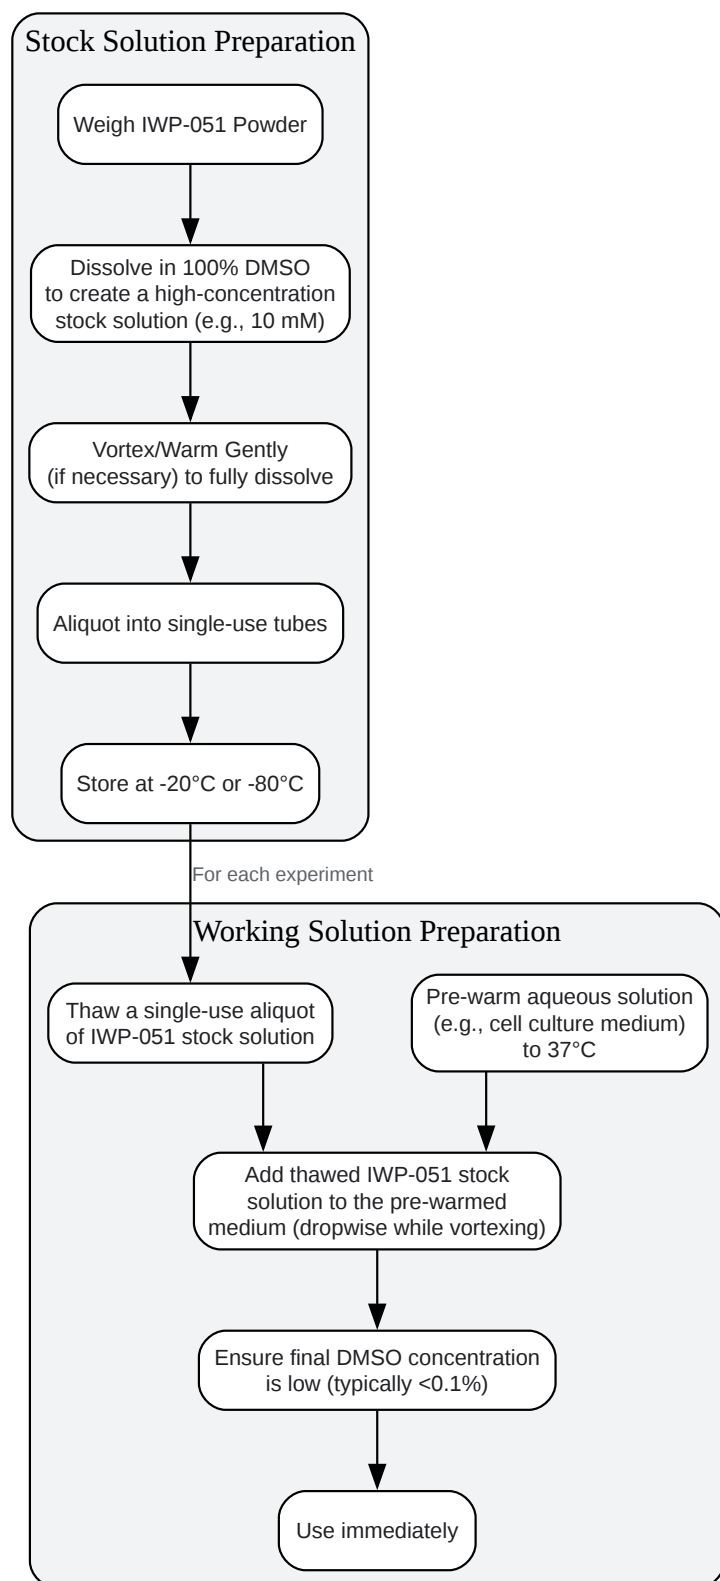 Stock Solution Preparation
Weigh IWP-051 Powder
Dissolve in 100% DMSO
to create a high-concentration
stock solution (e.g., 10 mM)
Vortex/Warm Gently
(if necessary) to fully dissolve
Aliquot into single-use tubes
Store at -20°C or -80°C
For each experiment
Working Solution Preparation
Thaw a single-use aliquot
of IWP-051 stock solution
Pre-warm aqueous solution
(e.g., cell culture medium)
to 37°C
Add thawed IWP-051 stock
solution to the pre-warmed
medium (dropwise while vortexing)
Ensure final DMSO concentration
is low (typically <0.1%)
Use immediately